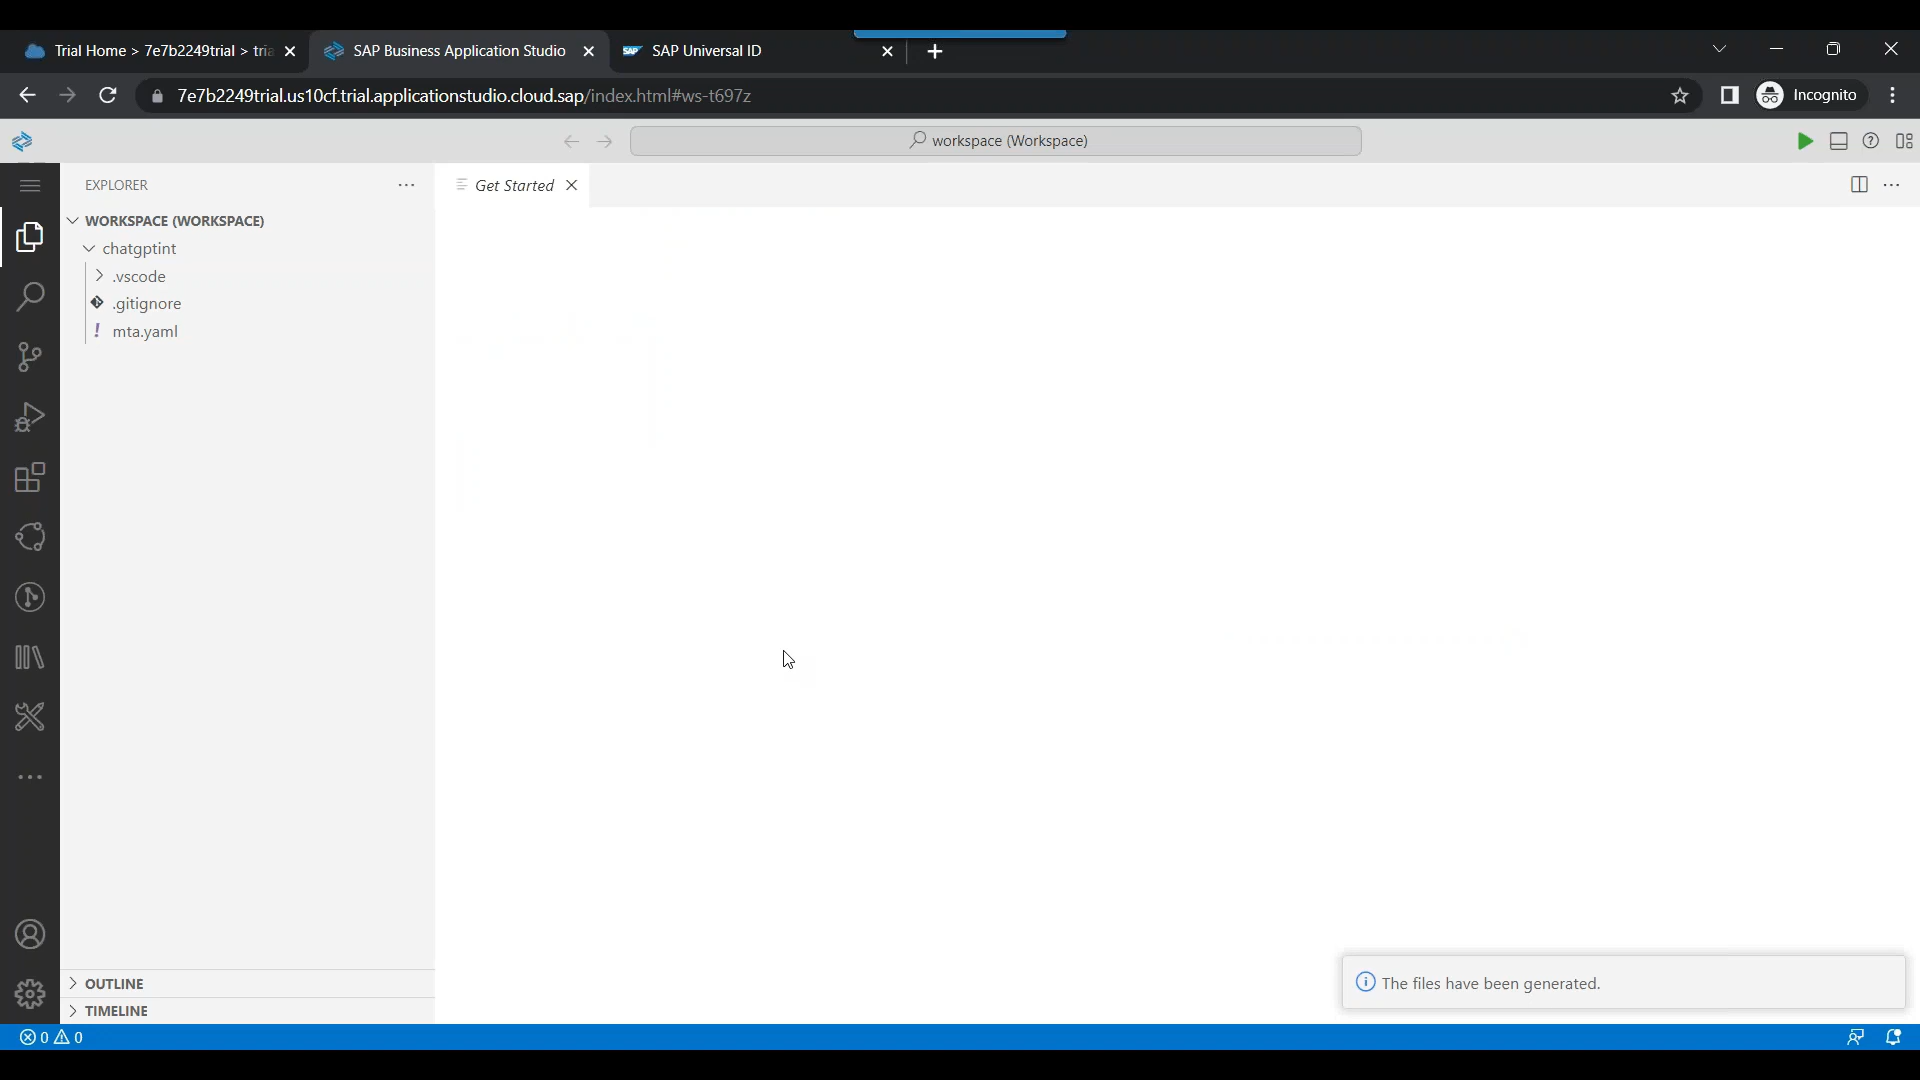 Trial Home > 7e7b2249trial > tria
SAP Business Application Studio
SAP SAP Universal ID
7e7b2249trial.us10cf.trial.applicationstudio.cloud.sap/index.html#ws-t697z
Incognito
workspace (Workspace)
EXPLORER
Get Started
WORKSPACE (WORKSPACE)
chatgptint
.vscode
.gitignore
! mta.yaml
OUTLINE
The files have been generated.
TIMELINE
0 0